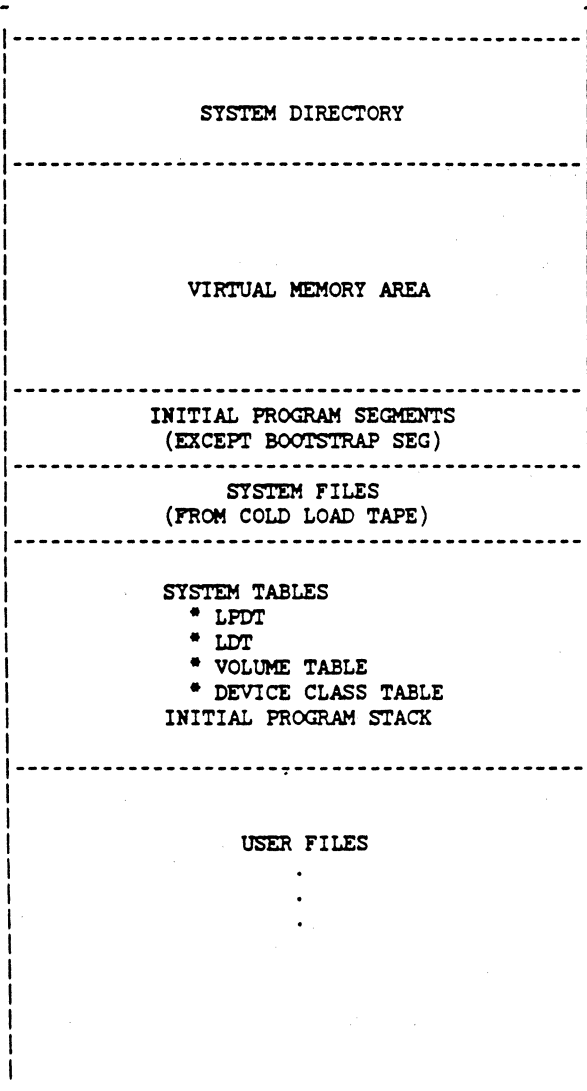 SYSTEM DIRECTORY
VIRTUAL MEMORY AREA
INITIAL PROGRAM SEGMENTS
(EXCEPT BOOTSTRAP SEG)
SYSTEM FILES
(FROM COLD LOAD TAPE)
SYSTEM TABLES
* LPDT
* LDT
* VOLUME TABLE
* DEVICE CLASS TABLE
INITIAL PROGRAM STACK
USER FILES
.
.
.